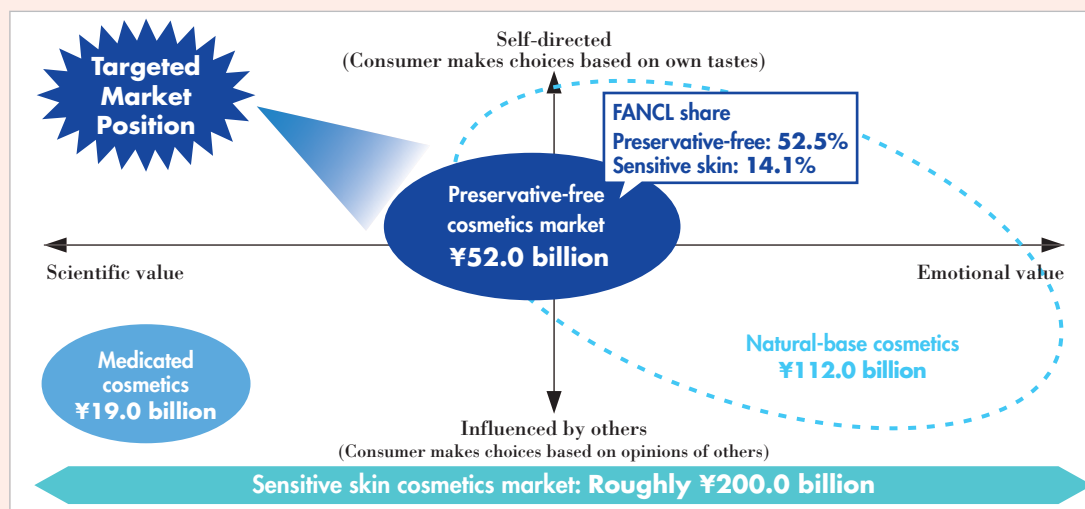 Self-directed
(Consumer makes choices based on own tastes)
Targeted
Market
Position
FANCL share
Preservative-free: 52.5%
Sensitive skin: 14.1%
Preservative-free
cosmetics market
¥52.0 billion
Scientific value
Emotional value
Medicated
cosmetics
¥19.0 billion
Natural-base cosmetics
¥112.0 billion
Influenced by others
(Consumer makes choices based on opinions of others)
Sensitive skin cosmetics market: Roughly ¥200.0 billion